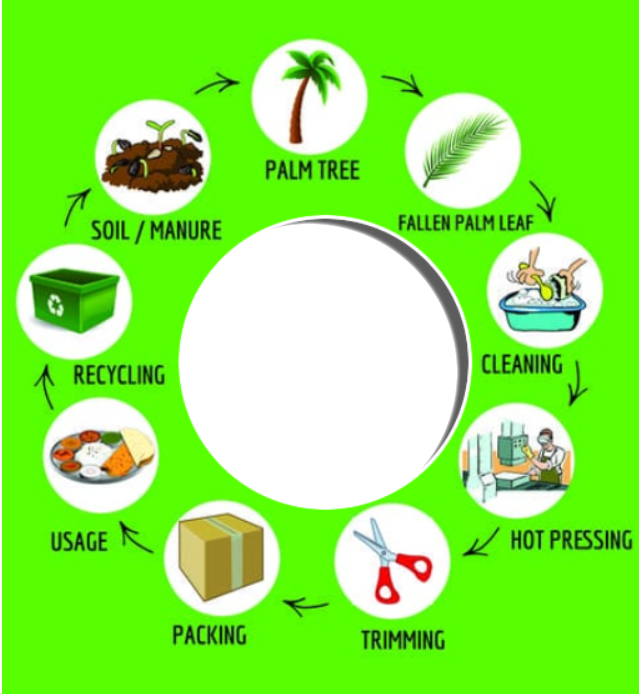 PALM TREE
FALLEN PALM LEAF
CLEANING
HOT PRESSING
TRIMMING
PACKING
USAGE
RECYCLING
SOIL / MANURE